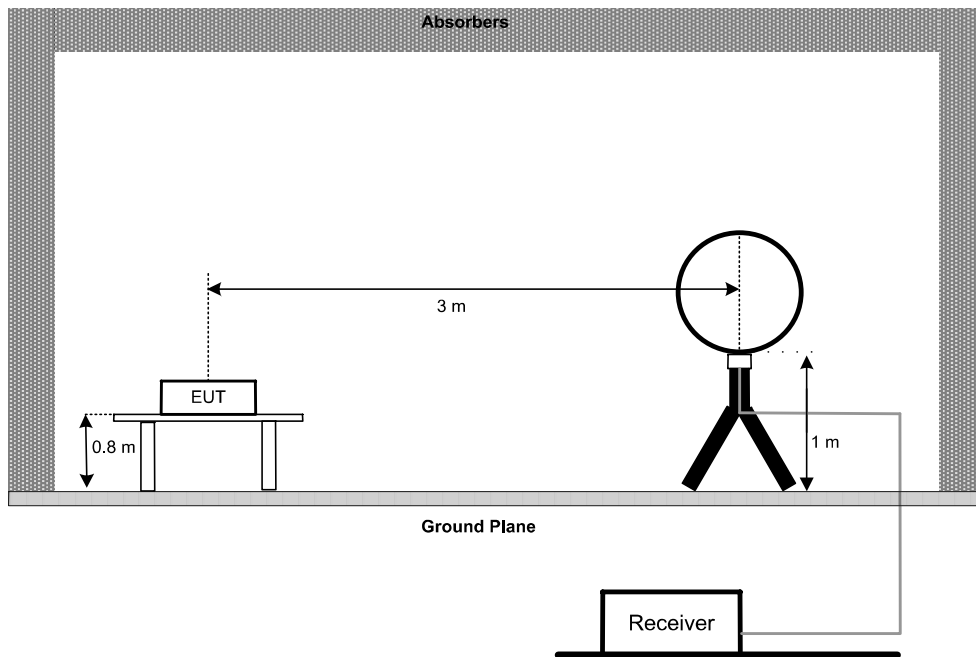 Absorbers
3 m
EUT
0.8 m
1 m
Ground Plane
Receiver